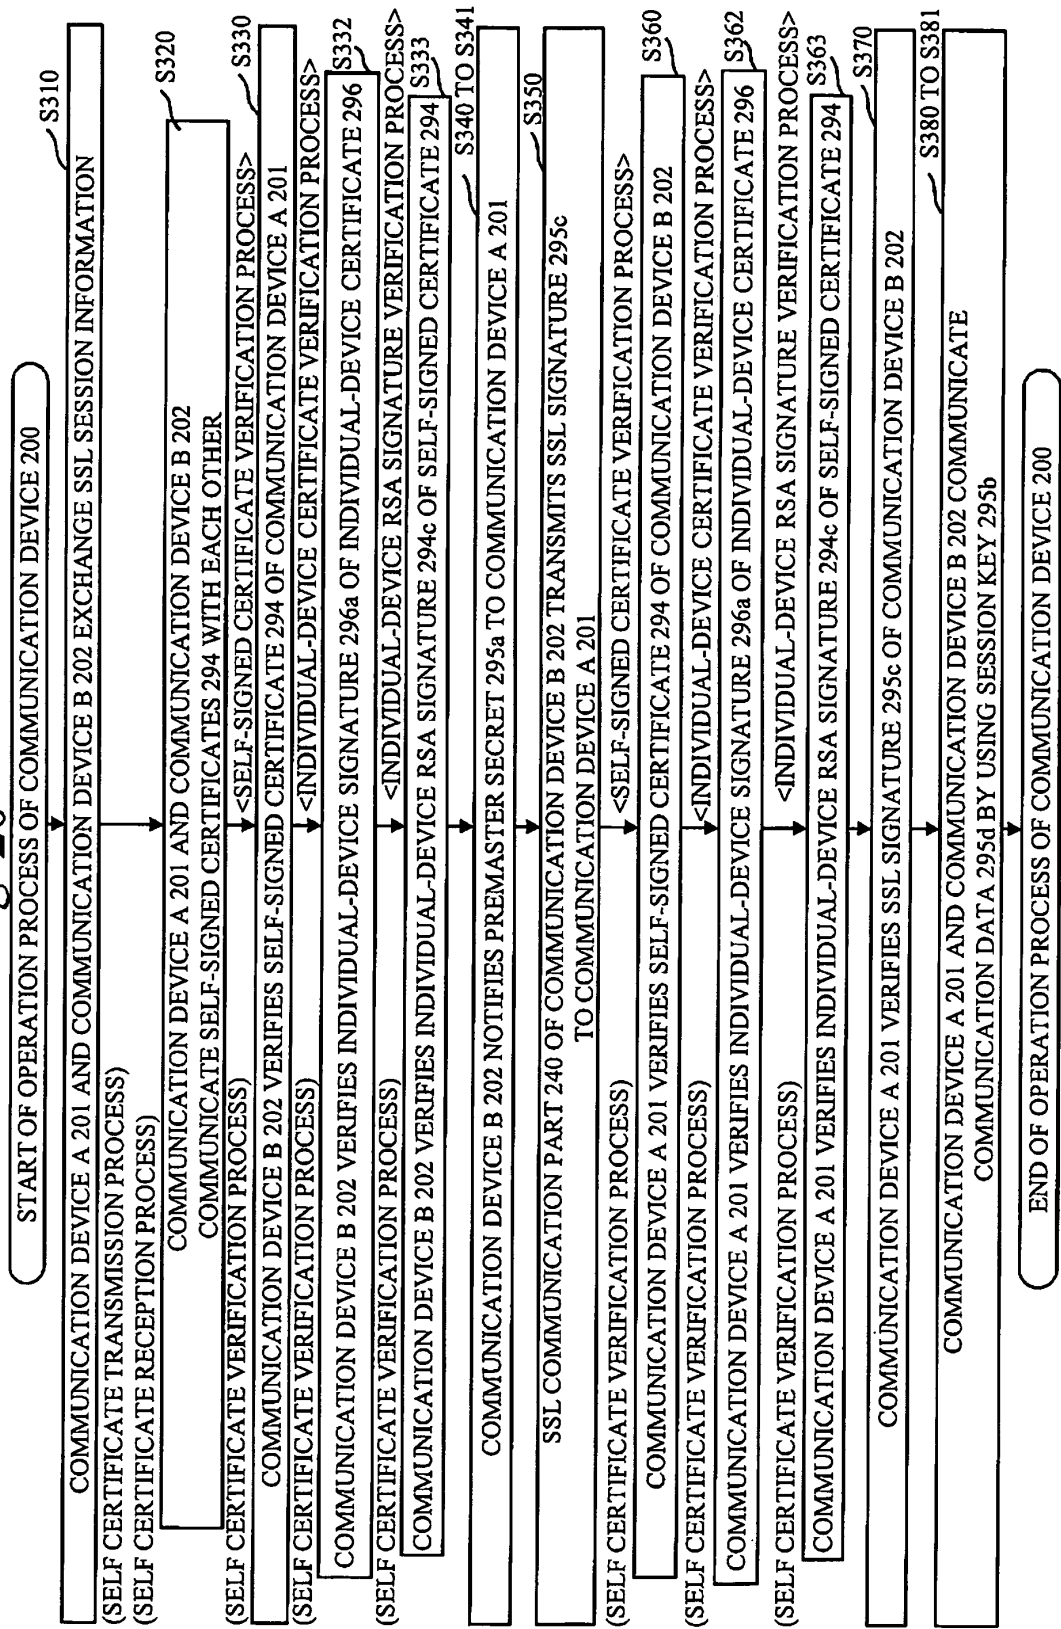 START OF OPERATION PROCESS OF COMMUNICATION DEVICE 200
S310
COMMUNICATION DEVICE A 201 AND COMMUNICATION DEVICE B 202 EXCHANGE SSL SESSION INFORMATION
(SELF CERTIFICATE TRANSMISSION PROCESS)
(SELF CERTIFICATE RECEPTION PROCESS)
S320
COMMUNICATION DEVICE A 201 AND COMMUNICATION DEVICE B 202
COMMUNICATE SELF-SIGNED CERTIFICATES 294 WITH EACH OTHER
(SELF CERTIFICATE VERIFICATION PROCESS) <SELF-SIGNED CERTIFICATE VERIFICATION PROCESS>
S330
COMMUNICATION DEVICE B 202 VERIFIES SELF-SIGNED CERTIFICATE 294 OF COMMUNICATION DEVICE A 201
(SELF CERTIFICATE VERIFICATION PROCESS) <INDIVIDUAL-DEVICE CERTIFICATE VERIFICATION PROCESS>
S332
COMMUNICATION DEVICE B 202 VERIFIES INDIVIDUAL-DEVICE SIGNATURE 296a OF INDIVIDUAL-DEVICE CERTIFICATE 296
(SELF CERTIFICATE VERIFICATION PROCESS) <INDIVIDUAL-DEVICE RSA SIGNATURE VERIFICATION PROCESS>
S333
COMMUNICATION DEVICE B 202 VERIFIES INDIVIDUAL-DEVICE RSA SIGNATURE 294c OF SELF-SIGNED CERTIFICATE 294
S340 TO S341
COMMUNICATION DEVICE B 202 NOTIFIES PREMASTER SECRET 295a TO COMMUNICATION DEVICE A 201
S350
SSL COMMUNICATION PART 240 OF COMMUNICATION DEVICE B 202 TRANSMITS SSL SIGNATURE 295c
TO COMMUNICATION DEVICE A 201
(SELF CERTIFICATE VERIFICATION PROCESS) <SELF-SIGNED CERTIFICATE VERIFICATION PROCESS>
S360
COMMUNICATION DEVICE A 201 VERIFIES SELF-SIGNED CERTIFICATE 294 OF COMMUNICATION DEVICE B 202
(SELF CERTIFICATE VERIFICATION PROCESS) <INDIVIDUAL-DEVICE CERTIFICATE VERIFICATION PROCESS>
S362
COMMUNICATION DEVICE A 201 VERIFIES INDIVIDUAL-DEVICE SIGNATURE 296a OF INDIVIDUAL-DEVICE CERTIFICATE 296
(SELF CERTIFICATE VERIFICATION PROCESS) <INDIVIDUAL-DEVICE RSA SIGNATURE VERIFICATION PROCESS>
S363
COMMUNICATION DEVICE A 201 VERIFIES INDIVIDUAL-DEVICE RSA SIGNATURE 294c OF SELF-SIGNED CERTIFICATE 294
S370
COMMUNICATION DEVICE A 201 VERIFIES SSL SIGNATURE 295c OF COMMUNICATION DEVICE B 202
S380 TO S381
COMMUNICATION DEVICE A 201 AND COMMUNICATION DEVICE B 202 COMMUNICATE
COMMUNICATION DATA 295d BY USING SESSION KEY 295b
END OF OPERATION PROCESS OF COMMUNICATION DEVICE 200